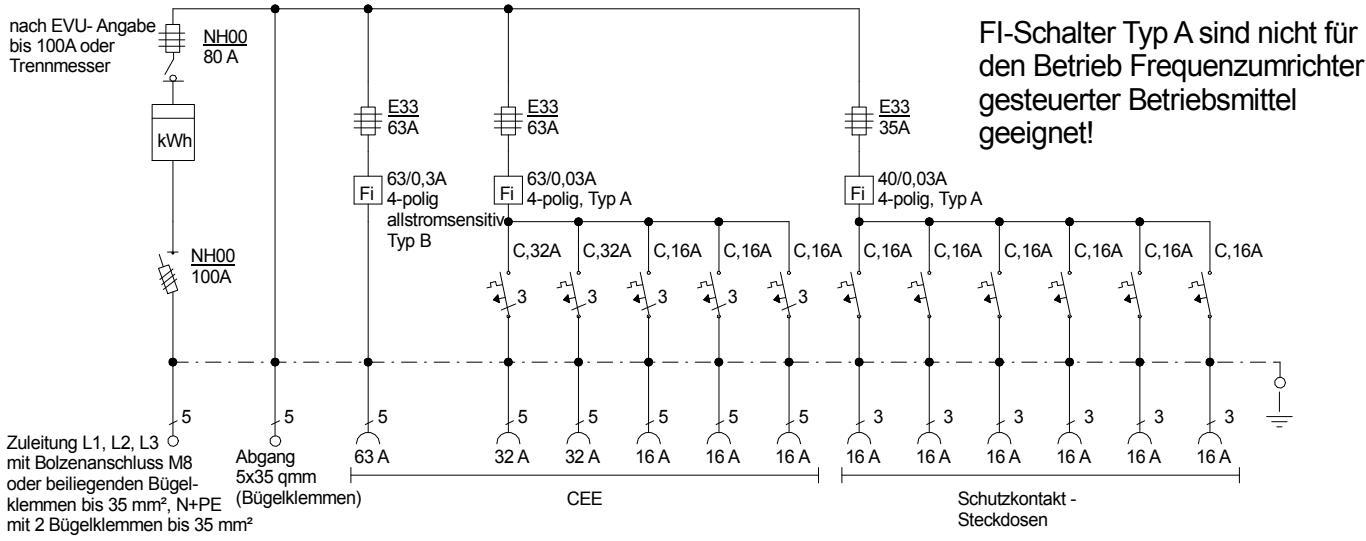 nach EVU- Angabe
bis 100A oder
Trennmesser
NH00
80 A
kWh
NH00
100A
E33
63A
Fi
63/0,3A
4-polig
allstromsensitiv
Typ B
E33
63A
Fi
63/0,03A
4-polig, Typ A
E33
35A
Fi
40/0,03A
4-polig, Typ A
FI-Schalter Typ A sind nicht für
den Betrieb Frequenzumrichter
gesteuerter Betriebsmittel
geeignet!
C,32A C,32A C,16A C,16A C,16A C,16A C,16A C,16A C,16A C,16A C,16A
3 3 3 3 3
5 5 5 5 5 5 5 5 3 3 3 3 3 3
63 A 32 A 32 A 16 A 16 A 16 A 16 A 16 A 16 A 16 A 16 A 16 A
Zuleitung L1, L2, L3
mit Bolzenanschluss M8
oder beiliegenden Bügel-
klemmen bis 35 mm², N+PE
mit 2 Bügelklemmen bis 35 mm²
Abgang
5x35 qmm
(Bügelklemmen)
CEE
Schutzkontakt -
Steckdosen